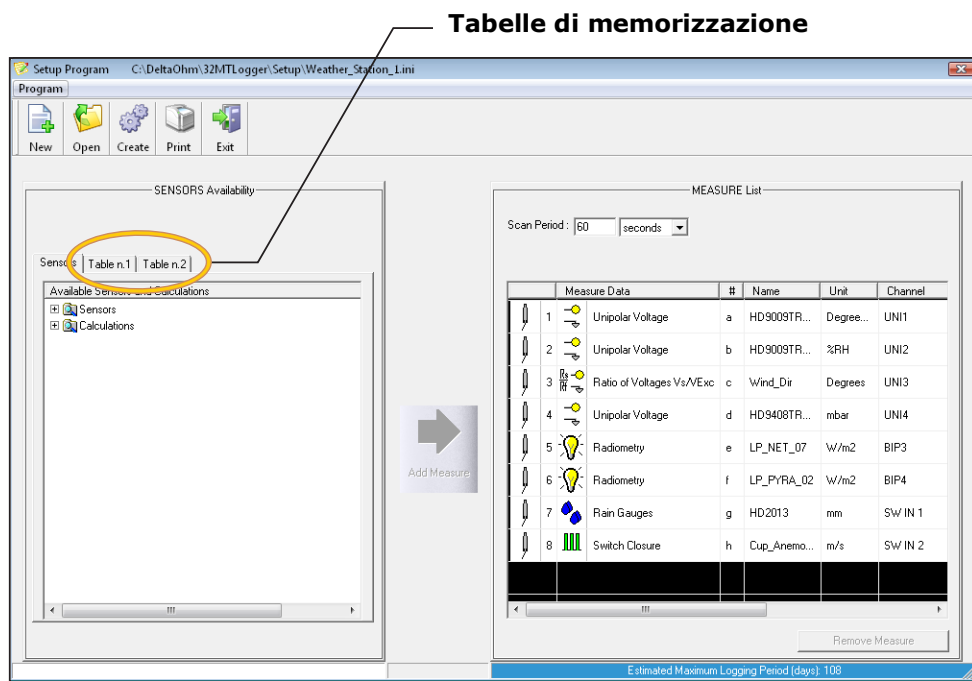 Tabelle di memorizzazione
Setup Program C:\DeltaOhm\32MTLogger\Setup\Weather_Station_1.ini
Program
New Open Create Print Exit
SENSORS Availability
MEASURE List
Scan Period : 60 seconds
Sensors Table n.1 Table n.2
Available Sensors and Calculations
Sensors
Calculations
Measure Data # Name Unit Channel
1 Unipolar Voltage a HD9009TR... Degree... UNI1
2 Unipolar Voltage b HD9009TR... %RH UNI2
3 Rs Rf Ratio of Voltages Vs/VExc c Wind_Dir Degrees UNI3
4 Unipolar Voltage d HD9408TR... mbar UNI4
5 Radiometry e LP_NET_07 W/m2 BIP3
6 Radiometry f LP_PYRA_02 W/m2 BIP4
7 Rain Gauges g HD2013 mm SW IN 1
8 Switch Closure h Cup_Anemo... m/s SW IN 2
Add Measure
Remove Measure
Estimated Maximum Logging Period (days): 108